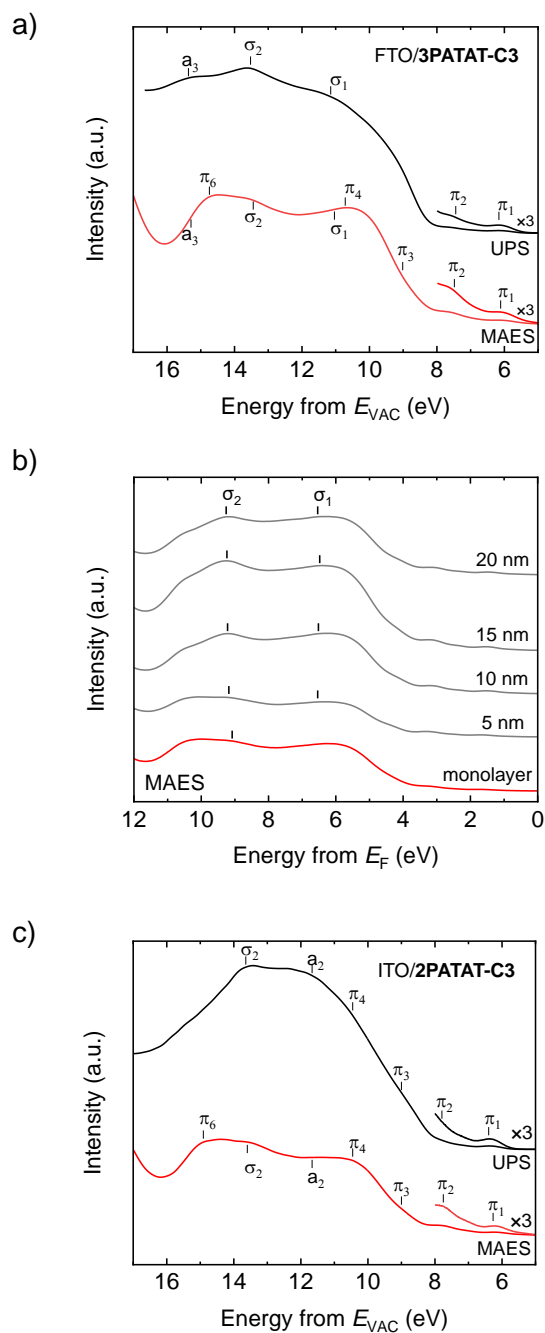 a)
FTO/3PATAT-C3
σ₂
a₃
σ₁
π₆
π₄
π₂
π₁
×3
a₃
σ₂
σ₁
π₃
UPS
π₂
π₁
×3
MAES
Intensity (a.u.)
16 14 12 10 8 6
Energy from E_VAC (eV)
b)
σ₂ σ₁
20 nm
15 nm
10 nm
5 nm
monolayer
MAES
Intensity (a.u.)
12 10 8 6 4 2 0
Energy from E_F (eV)
c)
ITO/2PATAT-C3
σ₂
a₂
π₄
π₃
π₂
π₁
×3
UPS
π₆
σ₂
a₂
π₄
π₃
π₂
π₁
×3
MAES
Intensity (a.u.)
16 14 12 10 8 6
Energy from E_VAC (eV)